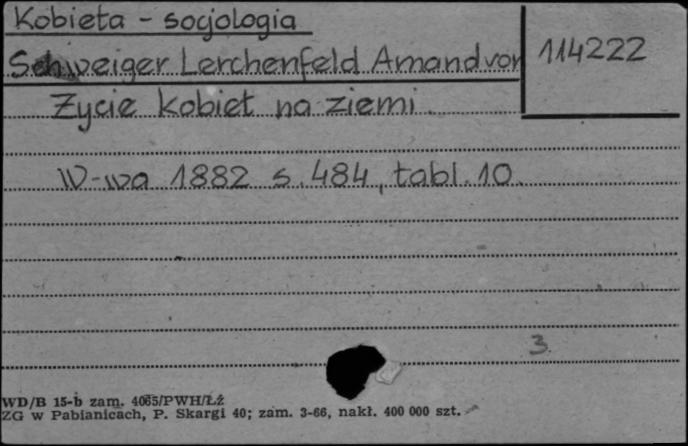 Kobieta - socjologia
Schweiger Lerchenfeld Amand von
114222
Życie kobiet na ziemi.
W-wa 1882 s. 484, tabl. 10.
3
WD/B 15-b zam. 4065/PWH/ŁŻ
ZG w Pabianicach, P. Skargi 40; zam. 3-66, nakł. 400 000 szt.